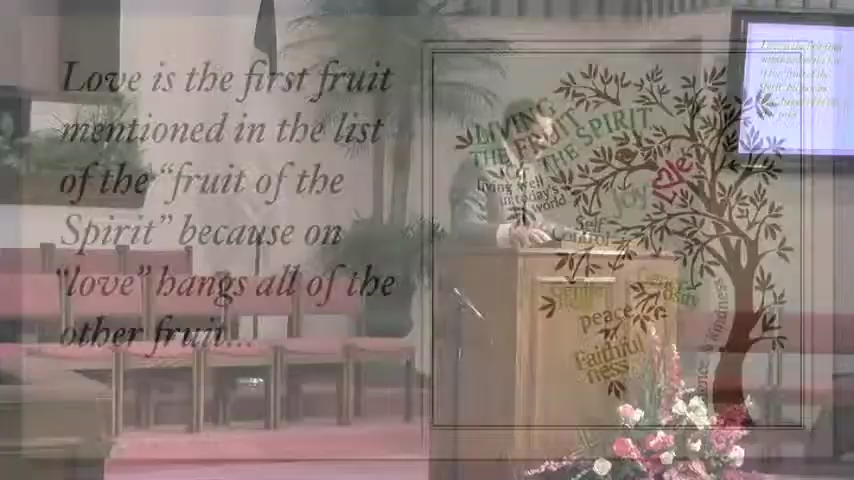 Love is the first fruit
mentioned in the list
of the “fruit of the
Spirit” because on
“love” hangs all of the
other fruit...
LIVING
THE FRUIT
OF THE SPIRIT
living well
in today's
world
Love
Joy
Self
Control
peace
Faithful
ness
kindness